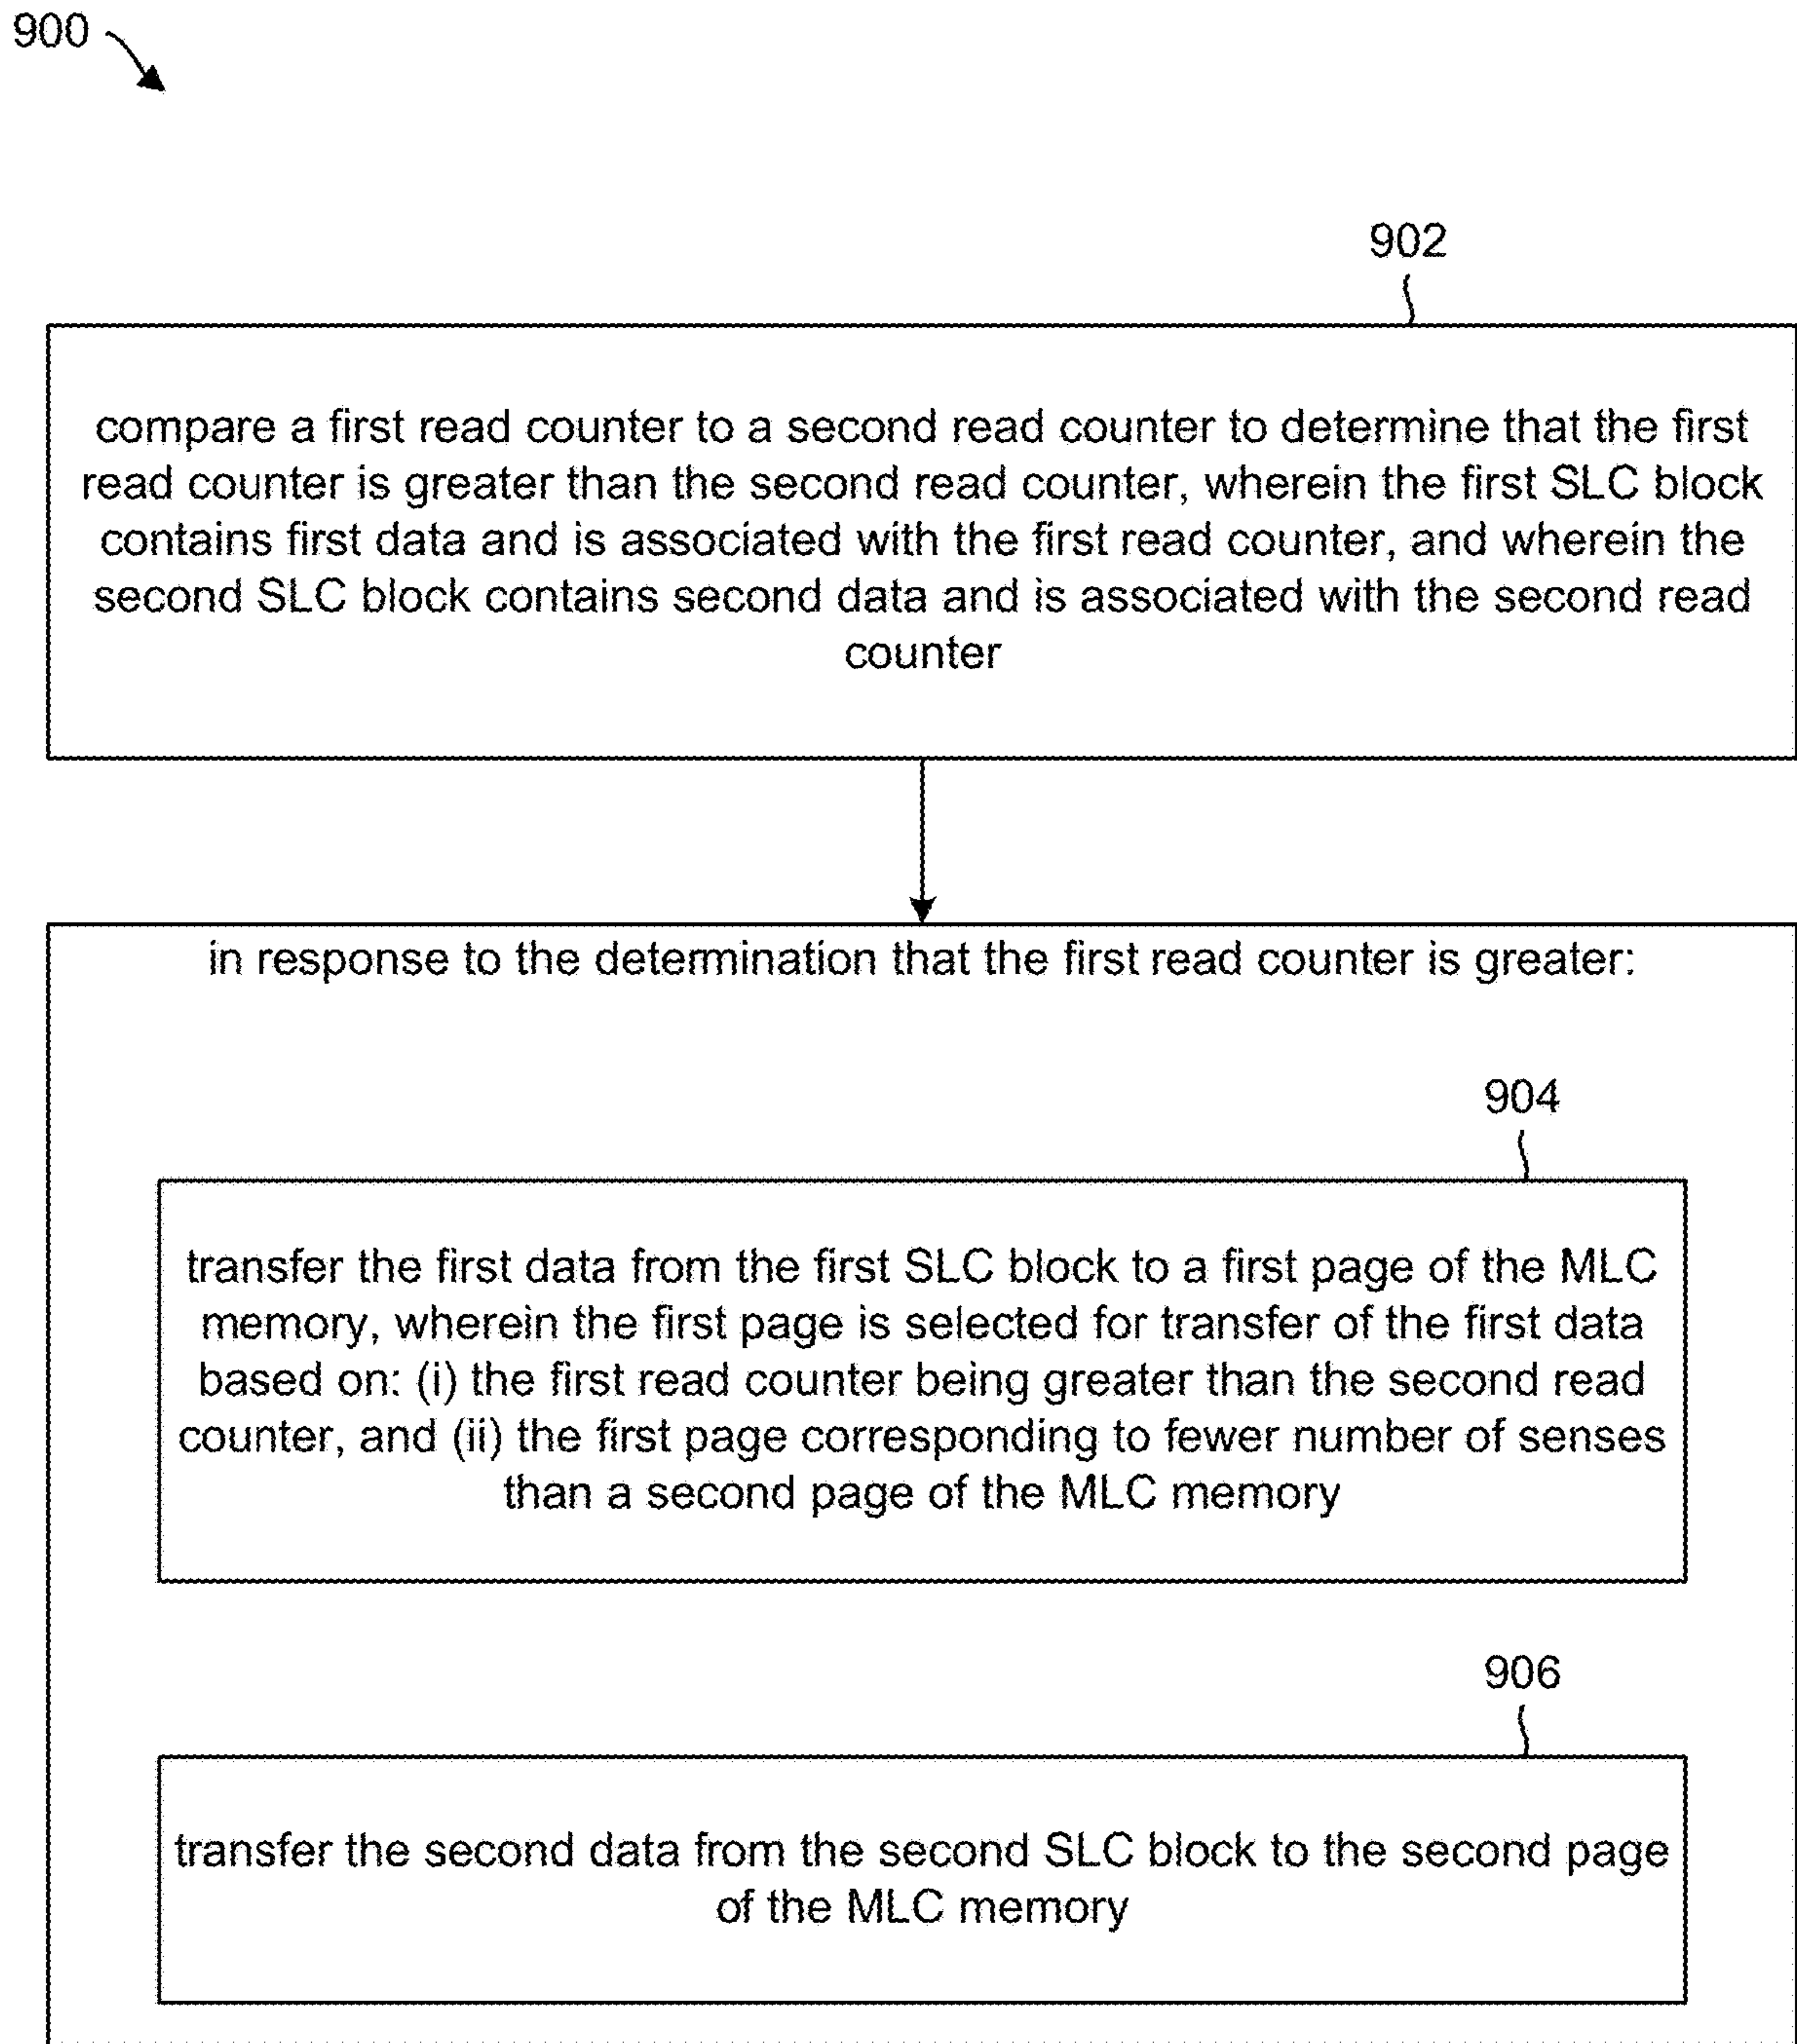 900
902
compare a first read counter to a second read counter to determine that the first
read counter is greater than the second read counter, wherein the first SLC block
contains first data and is associated with the first read counter, and wherein the
second SLC block contains second data and is associated with the second read
counter
in response to the determination that the first read counter is greater:
904
transfer the first data from the first SLC block to a first page of the MLC
memory, wherein the first page is selected for transfer of the first data
based on: (i) the first read counter being greater than the second read
counter, and (ii) the first page corresponding to fewer number of senses
than a second page of the MLC memory
906
transfer the second data from the second SLC block to the second page
of the MLC memory